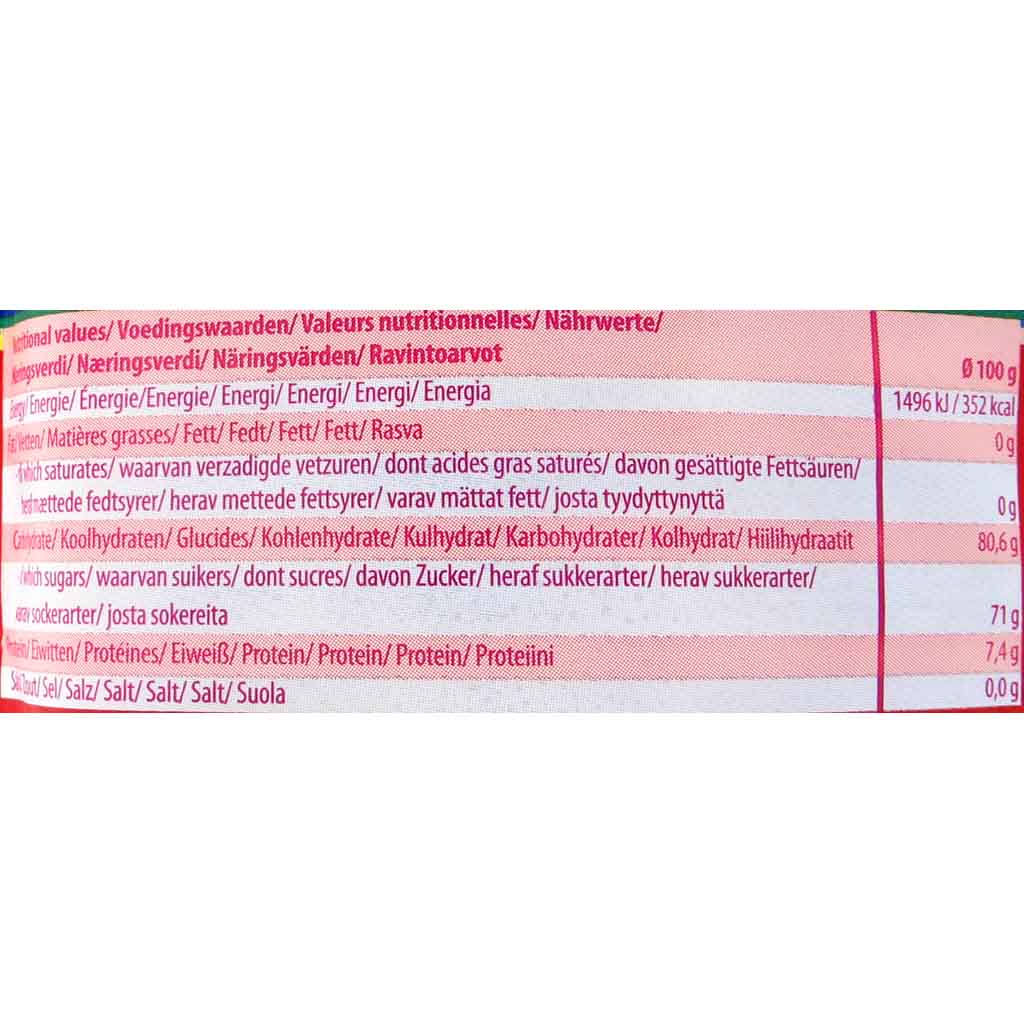 values/ Voedingswaarden/ Valeurs nutritionnelles/ Nährwerte/
Næringsverdi/ Næringsverdi/ Näringsvärden/ Ravintoarvot Ø 100 g
Energie/ Énergie/Energie/ Energi/ Energi/ Energi/ Energia 1496 kJ / 352 kcal
Vetten/ Matières grasses/ Fett/ Fedt/ Fett/ Fett/ Rasva 0 g
which saturates/ waarvan verzadigde vetzuren/ dont acides gras saturés/ davon gesättigte Fettsäuren/
fedtsyrer/ herav mettede fettsyrer/ varav mättat fett/ josta tyydyttynyttä 0 g
Koolhydraten/ Glucides/ Kohlenhydrate/ Kulhydrat/ Karbohydrater/ Kolhydrat/ Hiilihydraatit 80,6 g
which sugars/ waarvan suikers/ dont sucres/ davon Zucker/ heraf sukkerarter/ herav sukkerarter/
sockerarter/ josta sokereita 71 g
Eiwitten/ Protéines/ Eiweiß/ Protein/ Protein/ Protein/ Proteiini 7,4 g
Sel/ Salz/ Salt/ Salt/ Salt/ Suola 0,0 g